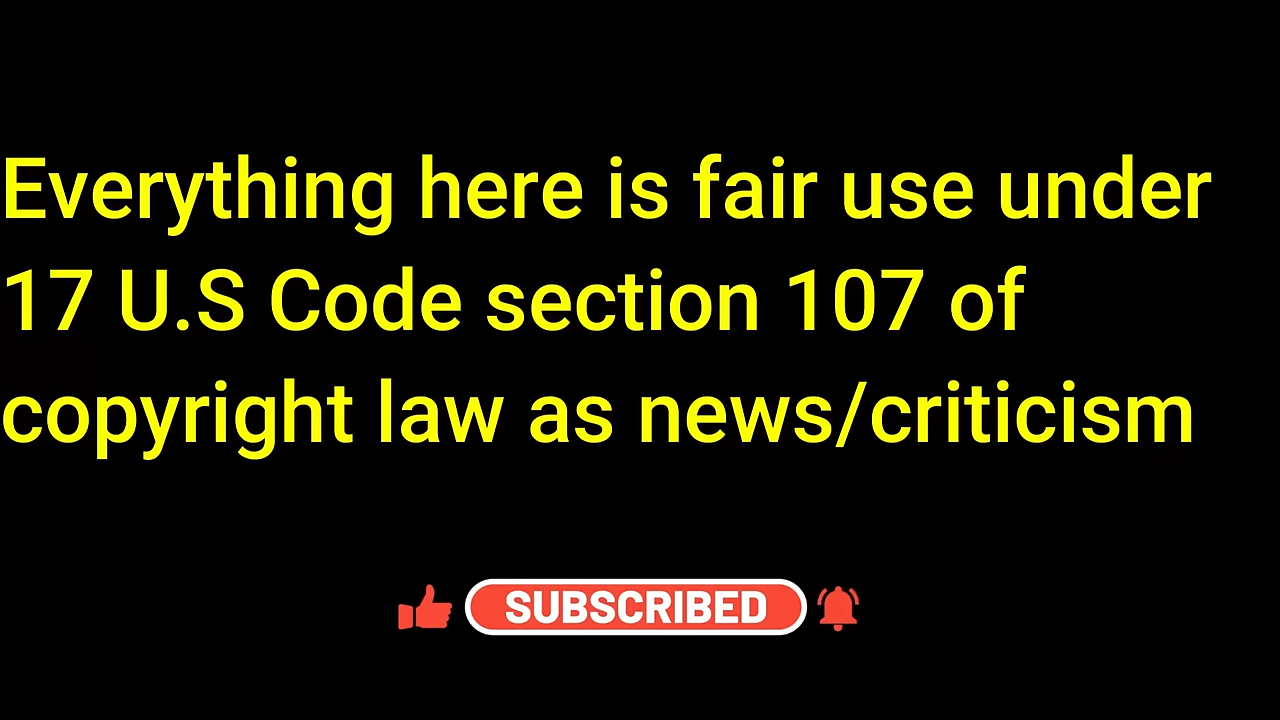 Everything here is fair use under
17 U.S Code section 107 of
copyright law as news/criticism
SUBSCRIBED